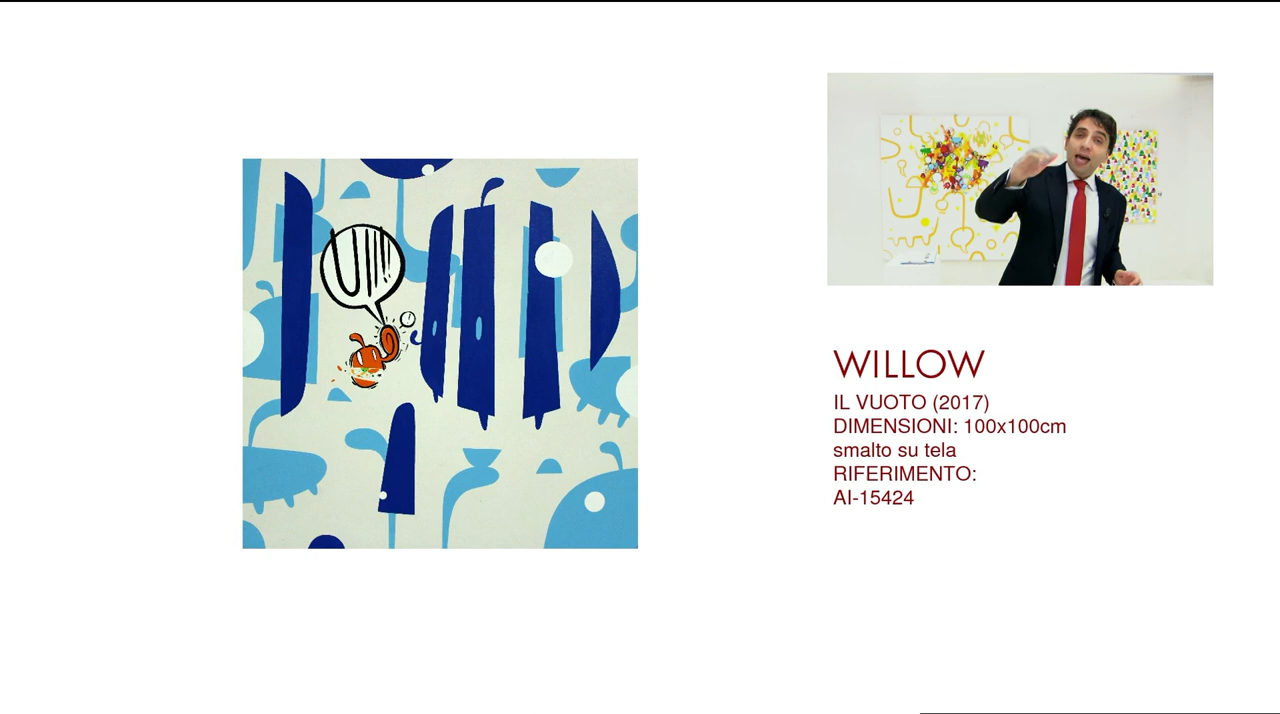 WILLOW
IL VUOTO (2017)
DIMENSIONI: 100x100cm
smalto su tela
RIFERIMENTO:
AI-15424